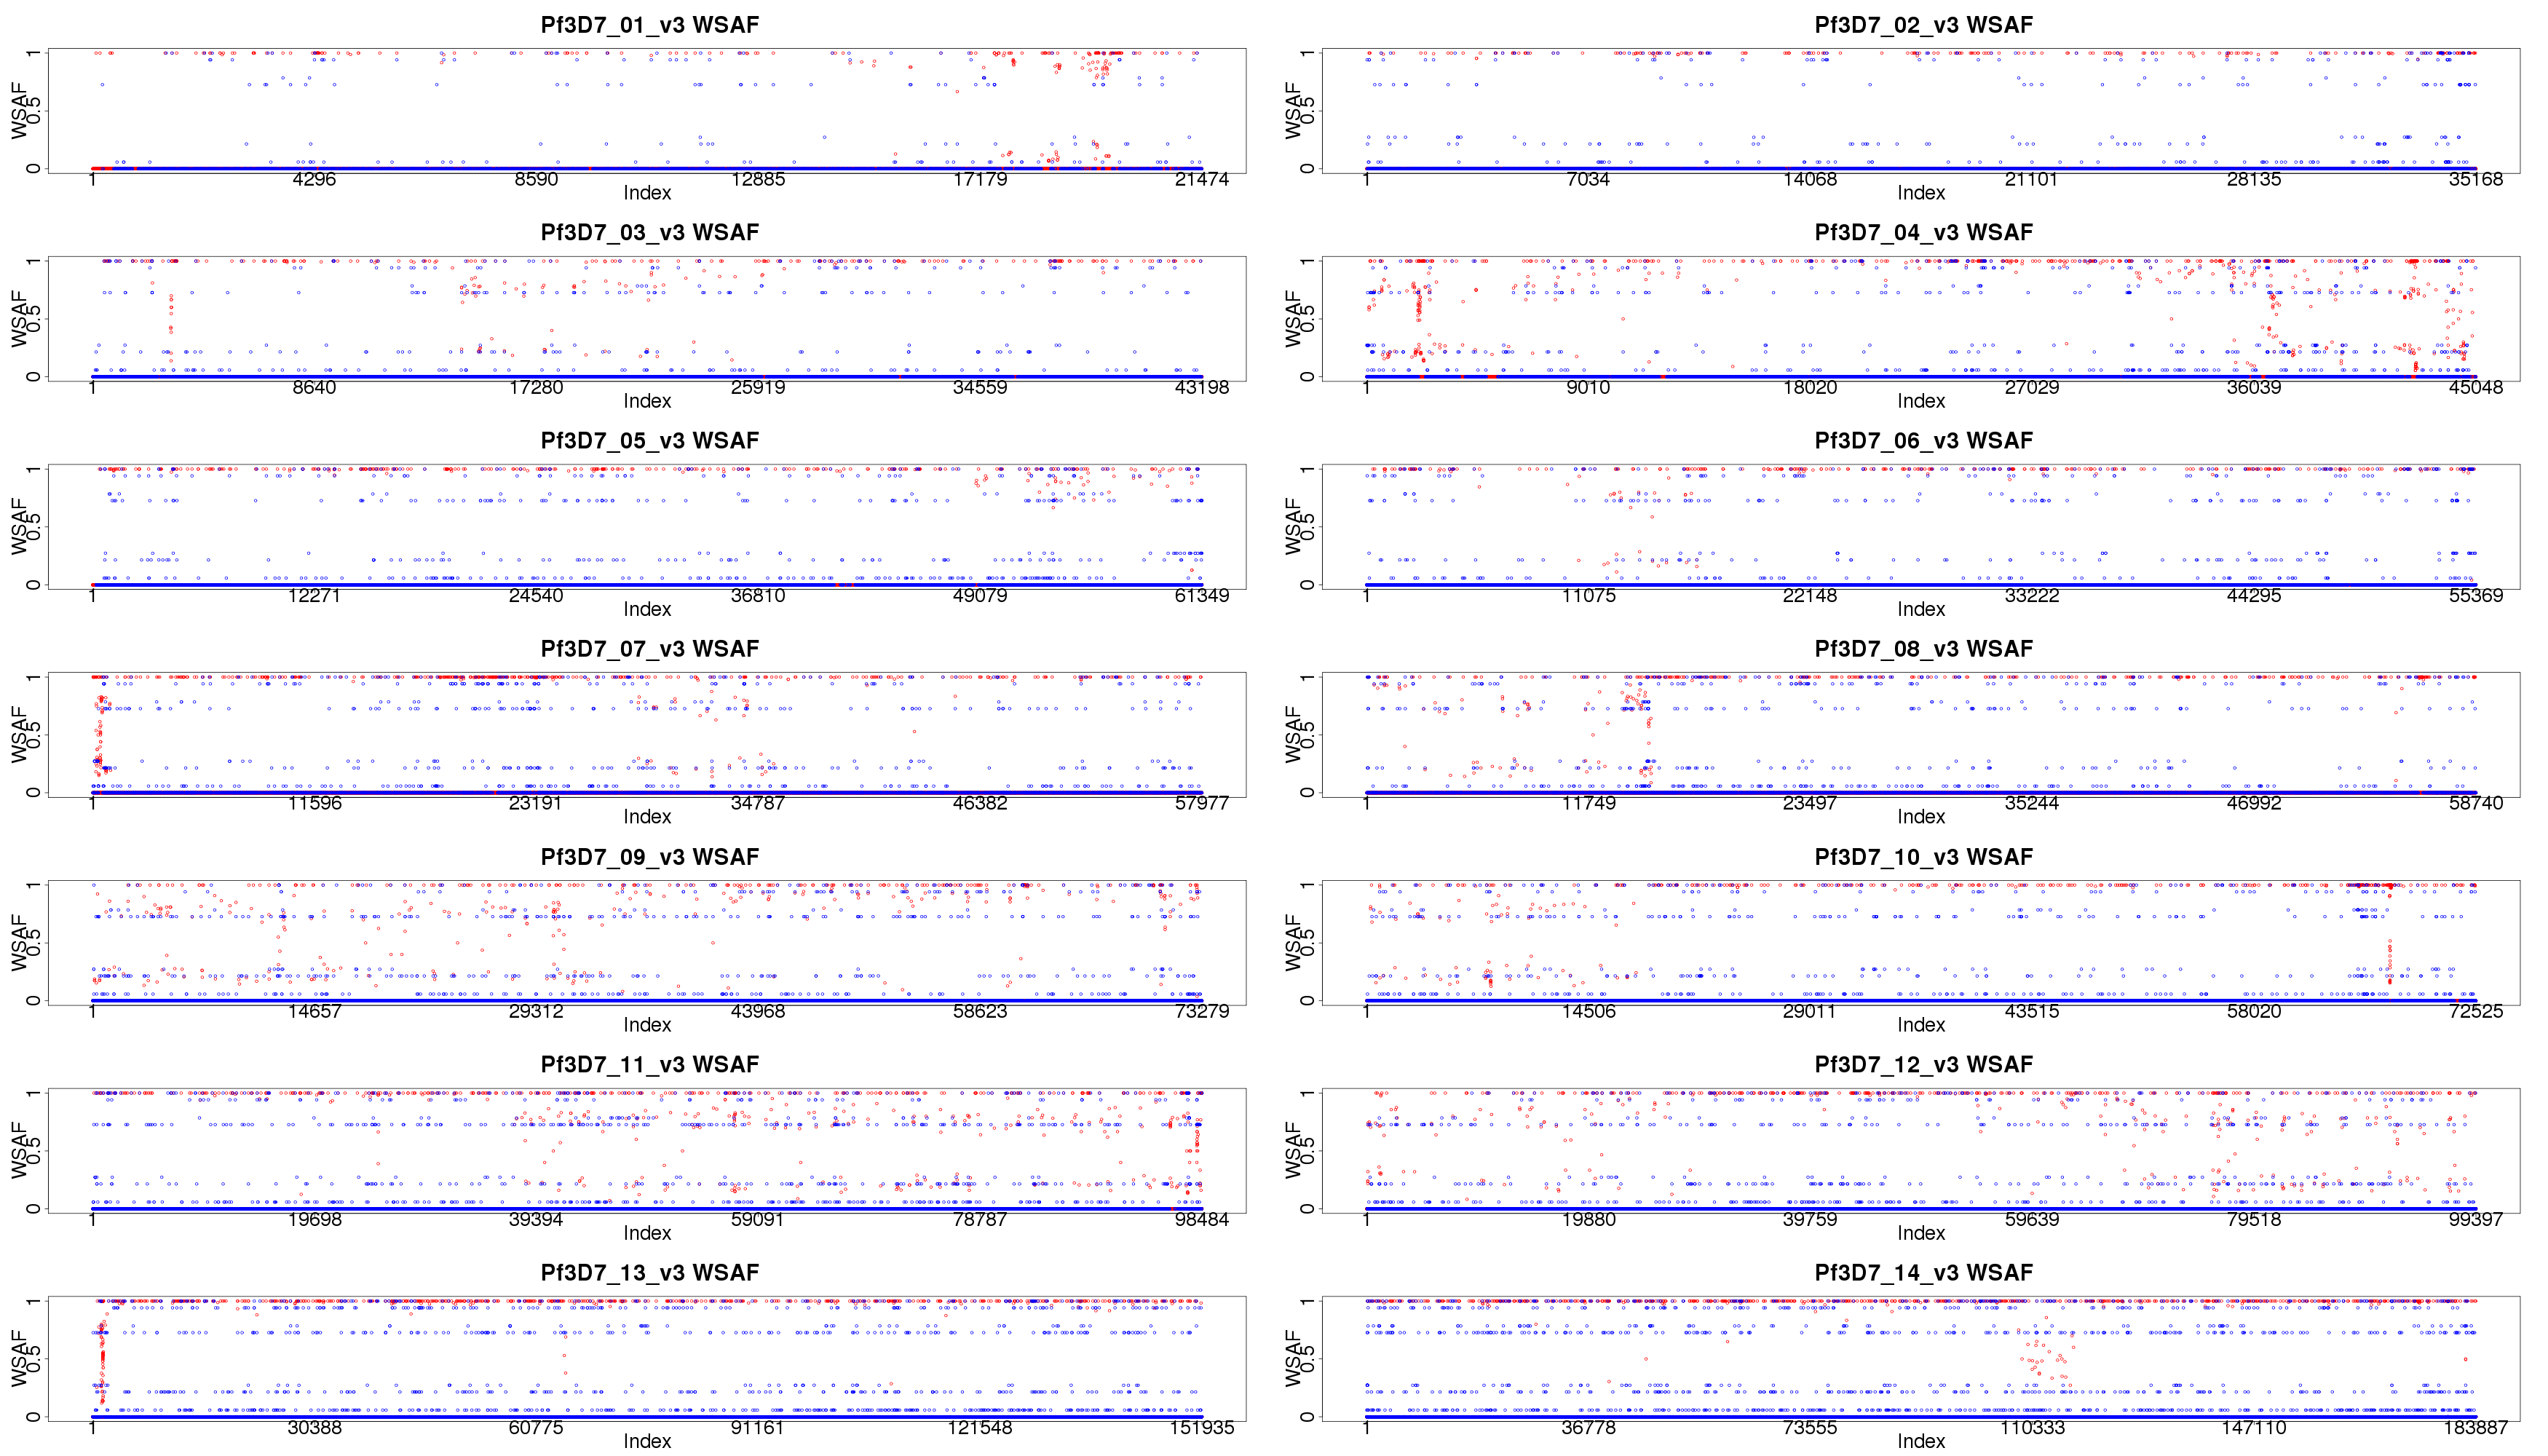 Pf3D7_01_v3 WSAF
WSAF
0 0.5 1
1 4296 8590 12885 17179 21474
Index
Pf3D7_02_v3 WSAF
WSAF
0 0.5 1
1 7034 14068 21101 28135 35168
Index
Pf3D7_03_v3 WSAF
WSAF
0 0.5 1
1 8640 17280 25919 34559 43198
Index
Pf3D7_04_v3 WSAF
WSAF
0 0.5 1
1 9010 18020 27029 36039 45048
Index
Pf3D7_05_v3 WSAF
WSAF
0 0.5 1
1 12271 24540 36810 49079 61349
Index
Pf3D7_06_v3 WSAF
WSAF
0 0.5 1
1 11075 22148 33222 44295 55369
Index
Pf3D7_07_v3 WSAF
WSAF
0 0.5 1
1 11596 23191 34787 46382 57977
Index
Pf3D7_08_v3 WSAF
WSAF
0 0.5 1
1 11749 23497 35244 46992 58740
Index
Pf3D7_09_v3 WSAF
WSAF
0 0.5 1
1 14657 29312 43968 58623 73279
Index
Pf3D7_10_v3 WSAF
WSAF
0 0.5 1
1 14506 29011 43515 58020 72525
Index
Pf3D7_11_v3 WSAF
WSAF
0 0.5 1
1 19698 39394 59091 78787 98484
Index
Pf3D7_12_v3 WSAF
WSAF
0 0.5 1
1 19880 39759 59639 79518 99397
Index
Pf3D7_13_v3 WSAF
WSAF
0 0.5 1
1 30388 60775 91161 121548 151935
Index
Pf3D7_14_v3 WSAF
WSAF
0 0.5 1
1 36778 73555 110333 147110 183887
Index